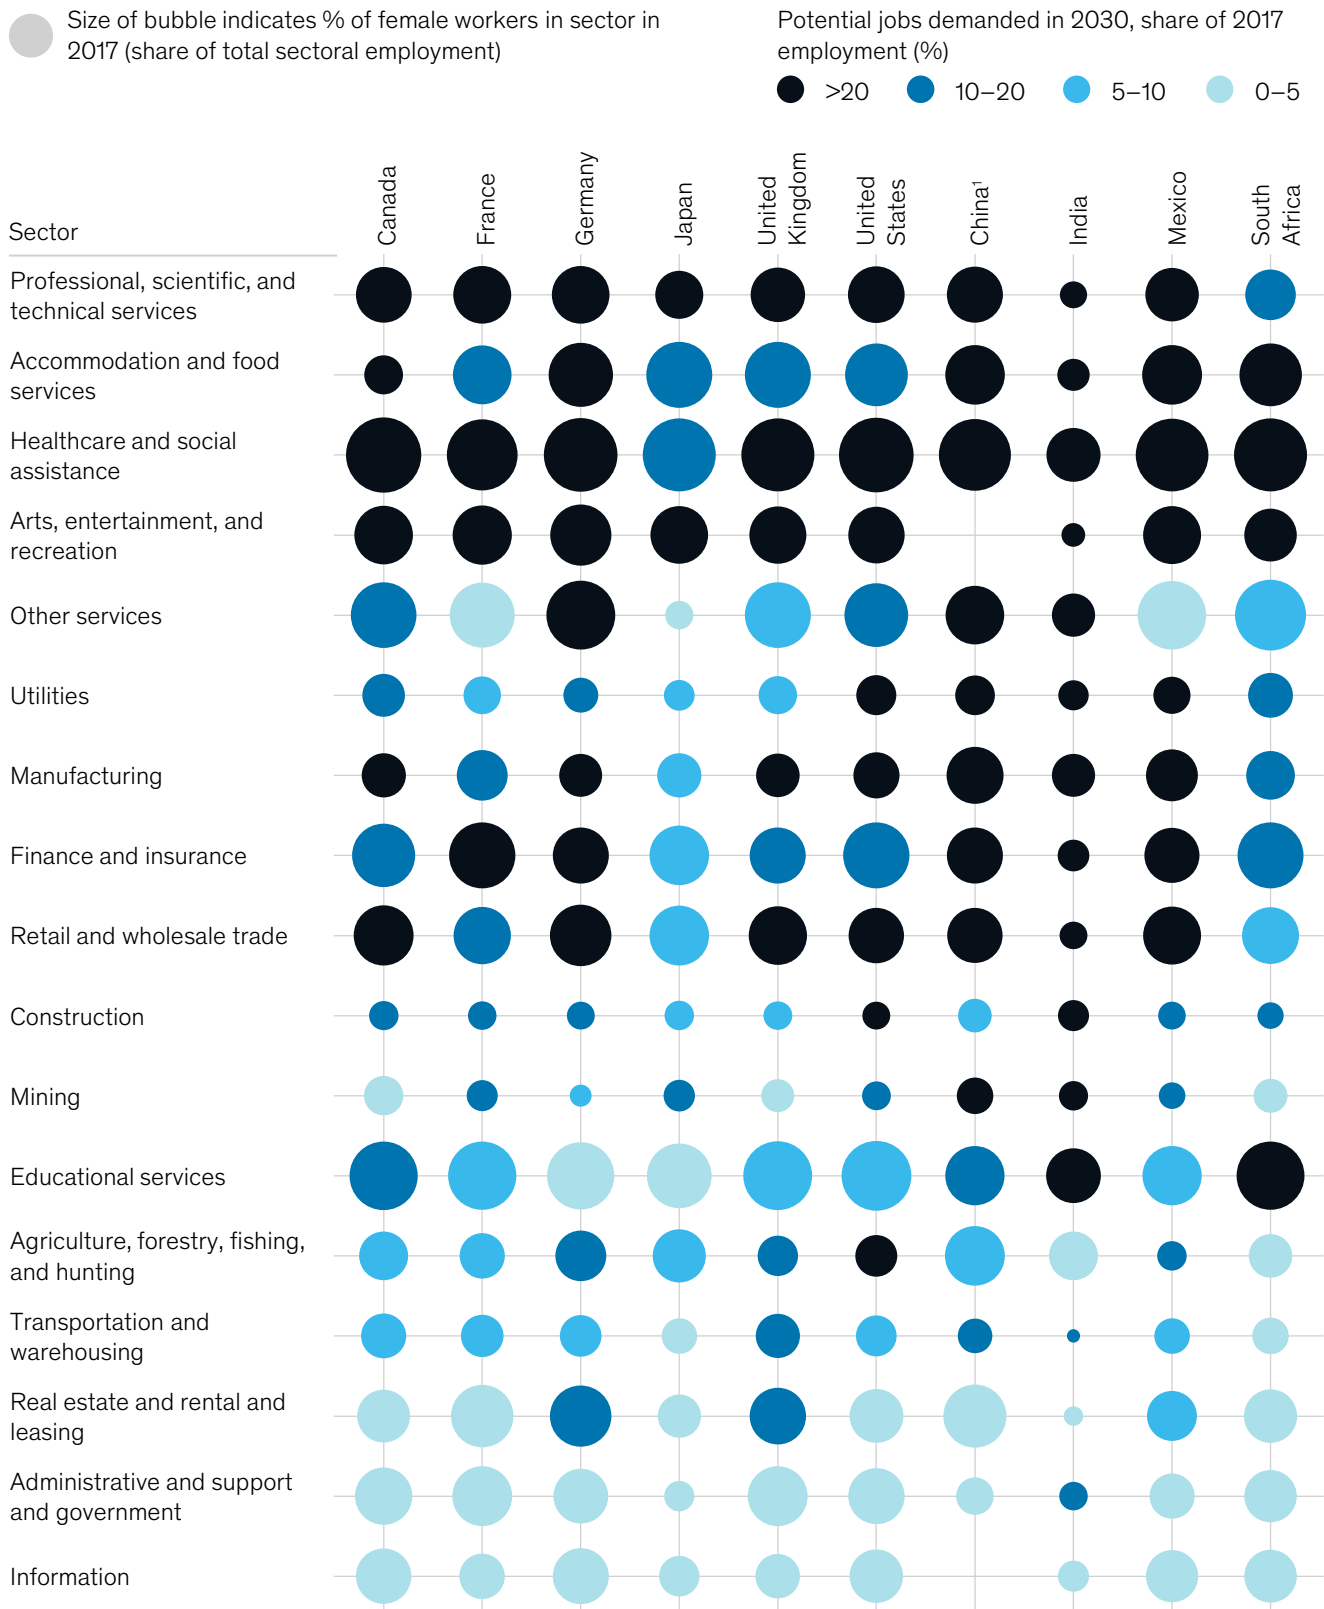 Size of bubble indicates % of female workers in sector in
2017 (share of total sectoral employment)
Potential jobs demanded in 2030, share of 2017
employment (%)
>20
10–20
5–10
0–5
Sector
Canada
France
Germany
Japan
United
Kingdom
United
States
China¹
India
Mexico
South
Africa
Professional, scientific, and
technical services
Accommodation and food
services
Healthcare and social
assistance
Arts, entertainment, and
recreation
Other services
Utilities
Manufacturing
Finance and insurance
Retail and wholesale trade
Construction
Mining
Educational services
Agriculture, forestry, fishing,
and hunting
Transportation and
warehousing
Real estate and rental and
leasing
Administrative and support
and government
Information